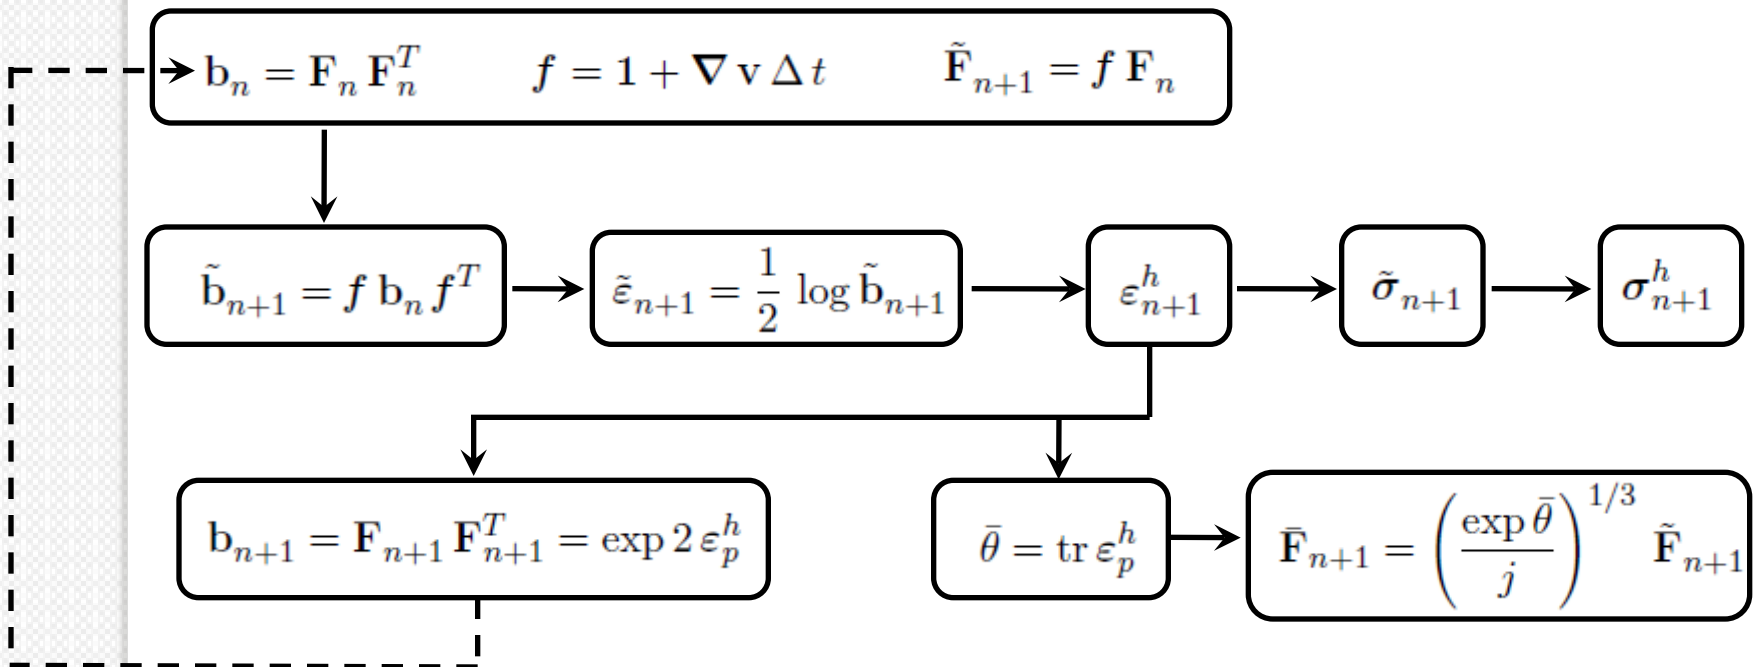 b_n = F_n F_n^T f = 1 + ∇ v Δ t F̃_{n+1} = f F_n
b̃_{n+1} = f b_n f^T
ε̃_{n+1} = 1/2 log b̃_{n+1}
ε^h_{n+1}
σ̃_{n+1}
σ^h_{n+1}
b_{n+1} = F_{n+1} F^T_{n+1} = exp 2 ε^h_p
θ̄ = tr ε^h_p
F̄_{n+1} = (exp θ̄ / j)^{1/3} F̃_{n+1}